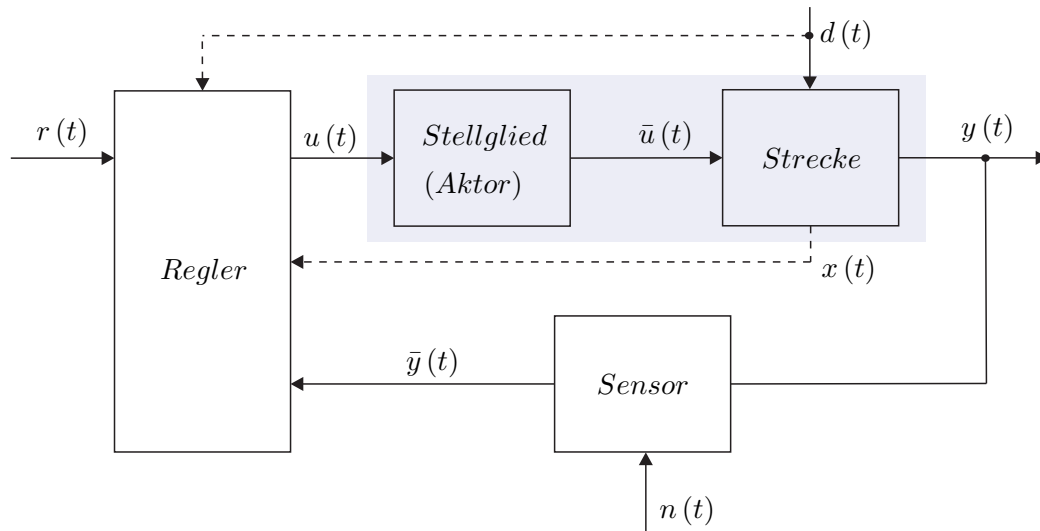 d(t)
r(t)
u(t)
Stellglied
(Aktor)
ū(t)
Strecke
y(t)
Regler
x(t)
ȳ(t)
Sensor
n(t)